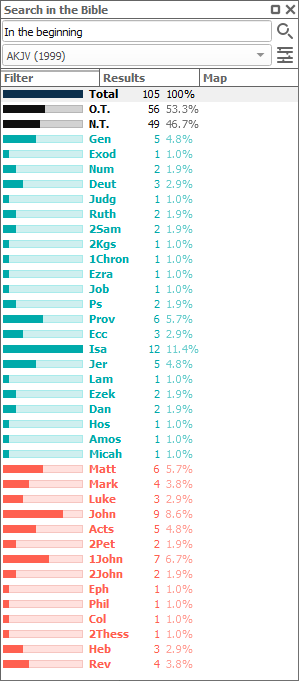 Search in the Bible
In the beginning
AKJV (1999)
Filter Results Map
Total 105 100%
O.T. 56 53.3%
N.T. 49 46.7%
Gen 5 4.8%
Exod 1 1.0%
Num 2 1.9%
Deut 3 2.9%
Judg 1 1.0%
Ruth 2 1.9%
2Sam 2 1.9%
2Kgs 1 1.0%
1Chron 1 1.0%
Ezra 1 1.0%
Job 1 1.0%
Ps 2 1.9%
Prov 6 5.7%
Ecc 3 2.9%
Isa 12 11.4%
Jer 5 4.8%
Lam 1 1.0%
Ezek 2 1.9%
Dan 2 1.9%
Hos 1 1.0%
Amos 1 1.0%
Micah 1 1.0%
Matt 6 5.7%
Mark 4 3.8%
Luke 3 2.9%
John 9 8.6%
Acts 5 4.8%
2Pet 2 1.9%
1John 7 6.7%
2John 2 1.9%
Eph 1 1.0%
Phil 1 1.0%
Col 1 1.0%
2Thess 1 1.0%
Heb 3 2.9%
Rev 4 3.8%